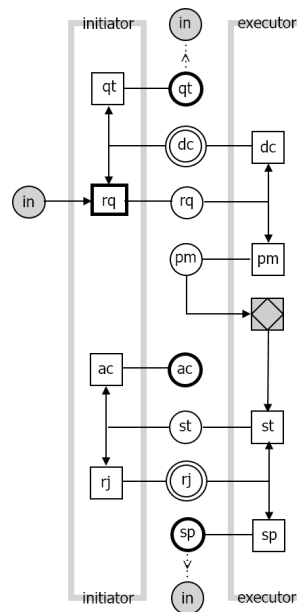 initiator in executor
qt qt
dc dc
in rq rq
pm pm
ac ac
st st
rj rj
sp sp
initiator in executor